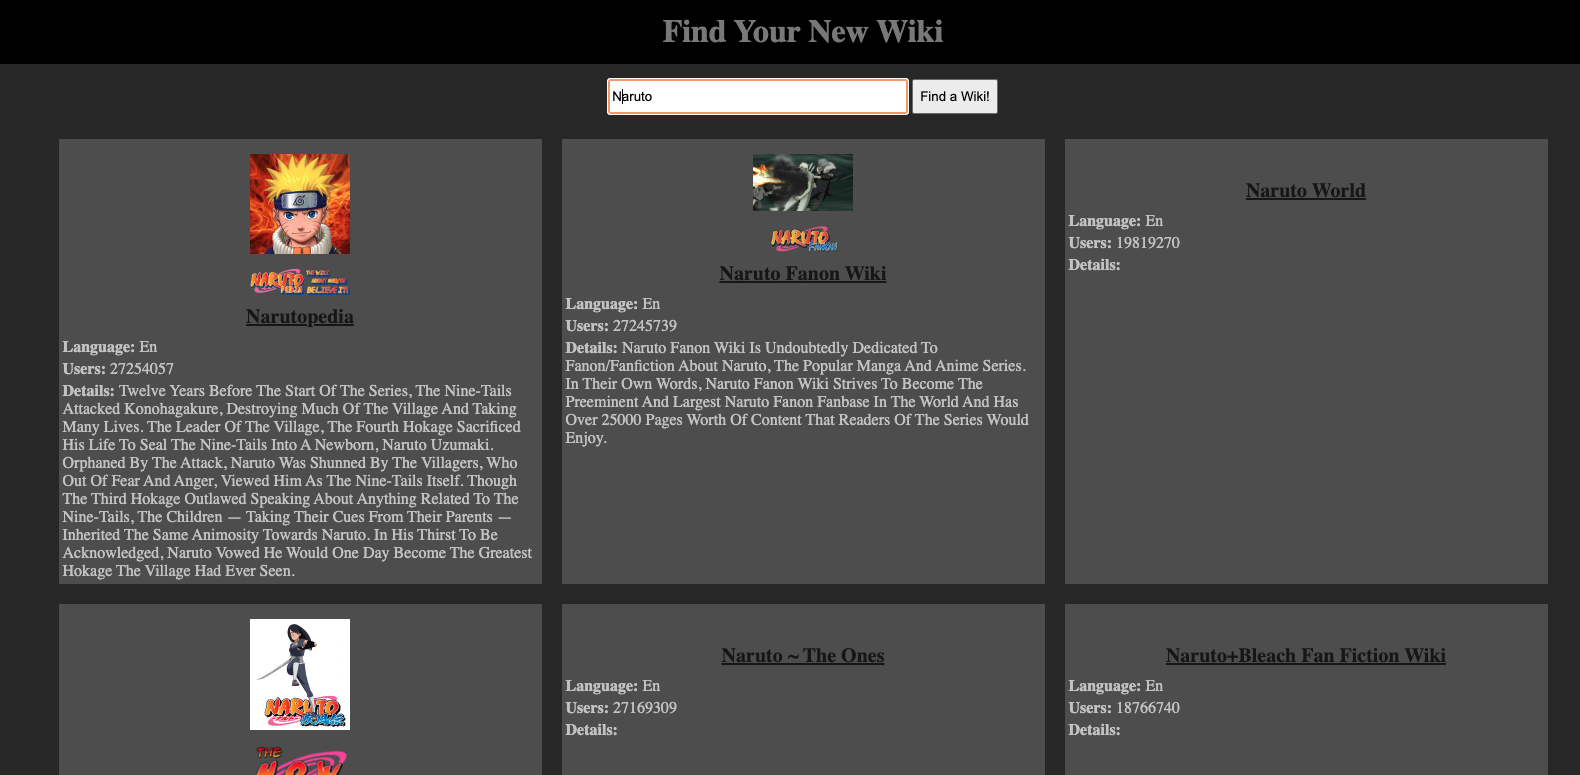 Find Your New Wiki
Naruto
Find a Wiki!
NARUTO
Narutopedia
Language: En
Users: 27254057
Details: Twelve Years Before The Start Of The Series, The Nine-Tails
Attacked Konohagakure, Destroying Much Of The Village And Taking
Many Lives. The Leader Of The Village, The Fourth Hokage Sacrificed
His Life To Seal The Nine-Tails Into A Newborn, Naruto Uzumaki.
Orphaned By The Attack, Naruto Was Shunned By The Villagers, Who
Out Of Fear And Anger, Viewed Him As The Nine-Tails Itself. Though
The Third Hokage Outlawed Speaking About Anything Related To The
Nine-Tails, The Children — Taking Their Cues From Their Parents —
Inherited The Same Animosity Towards Naruto. In His Thirst To Be
Acknowledged, Naruto Vowed He Would One Day Become The Greatest
Hokage The Village Had Ever Seen.
NARUTO
FANON
Naruto Fanon Wiki
Language: En
Users: 27245739
Details: Naruto Fanon Wiki Is Undoubtedly Dedicated To
Fanon/Fanfiction About Naruto, The Popular Manga And Anime Series.
In Their Own Words, Naruto Fanon Wiki Strives To Become The
Preeminent And Largest Naruto Fanon Fanbase In The World And Has
Over 25000 Pages Worth Of Content That Readers Of The Series Would
Enjoy.
Naruto World
Language: En
Users: 19819270
Details:
NARUTO
THE
Naruto ~ The Ones
Language: En
Users: 27169309
Details:
Naruto+Bleach Fan Fiction Wiki
Language: En
Users: 18766740
Details: